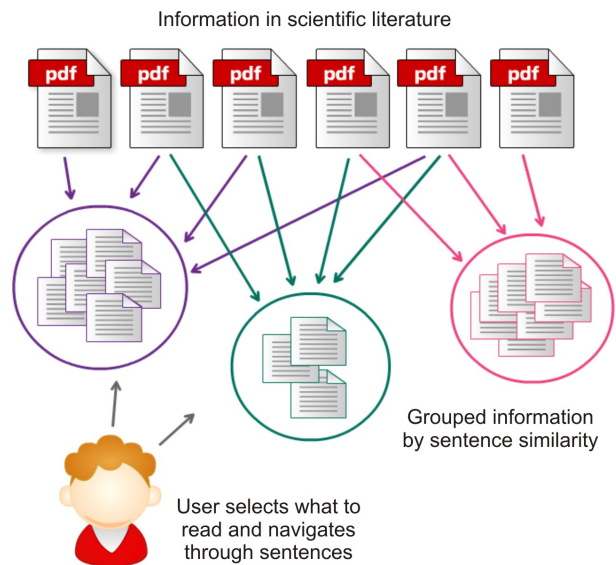 Information in scientific literature
pdf pdf pdf pdf pdf pdf
Grouped information
by sentence similarity
User selects what to
read and navigates
through sentences